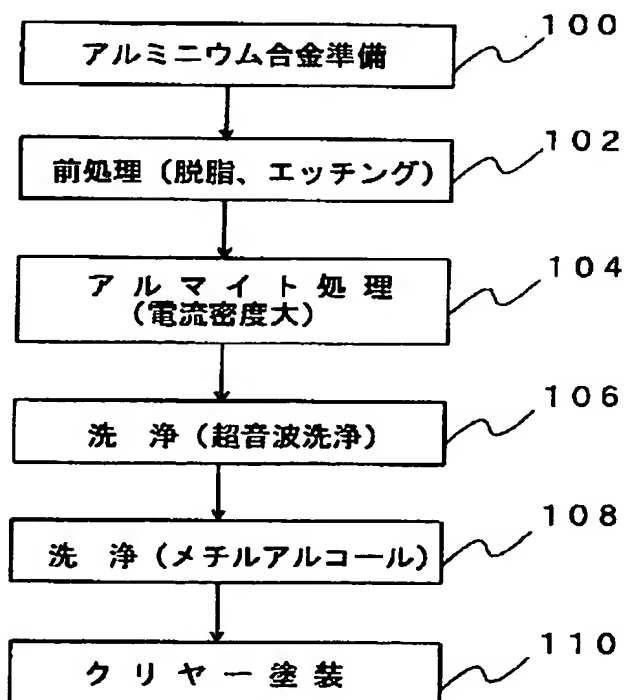 アルミニウム合金準備
100
前処理(脱脂、エッチング)
102
アルマイト処理
(電流密度大)
104
洗 浄(超音波洗浄)
106
洗 浄(メチルアルコール)
108
クリヤー塗装
110